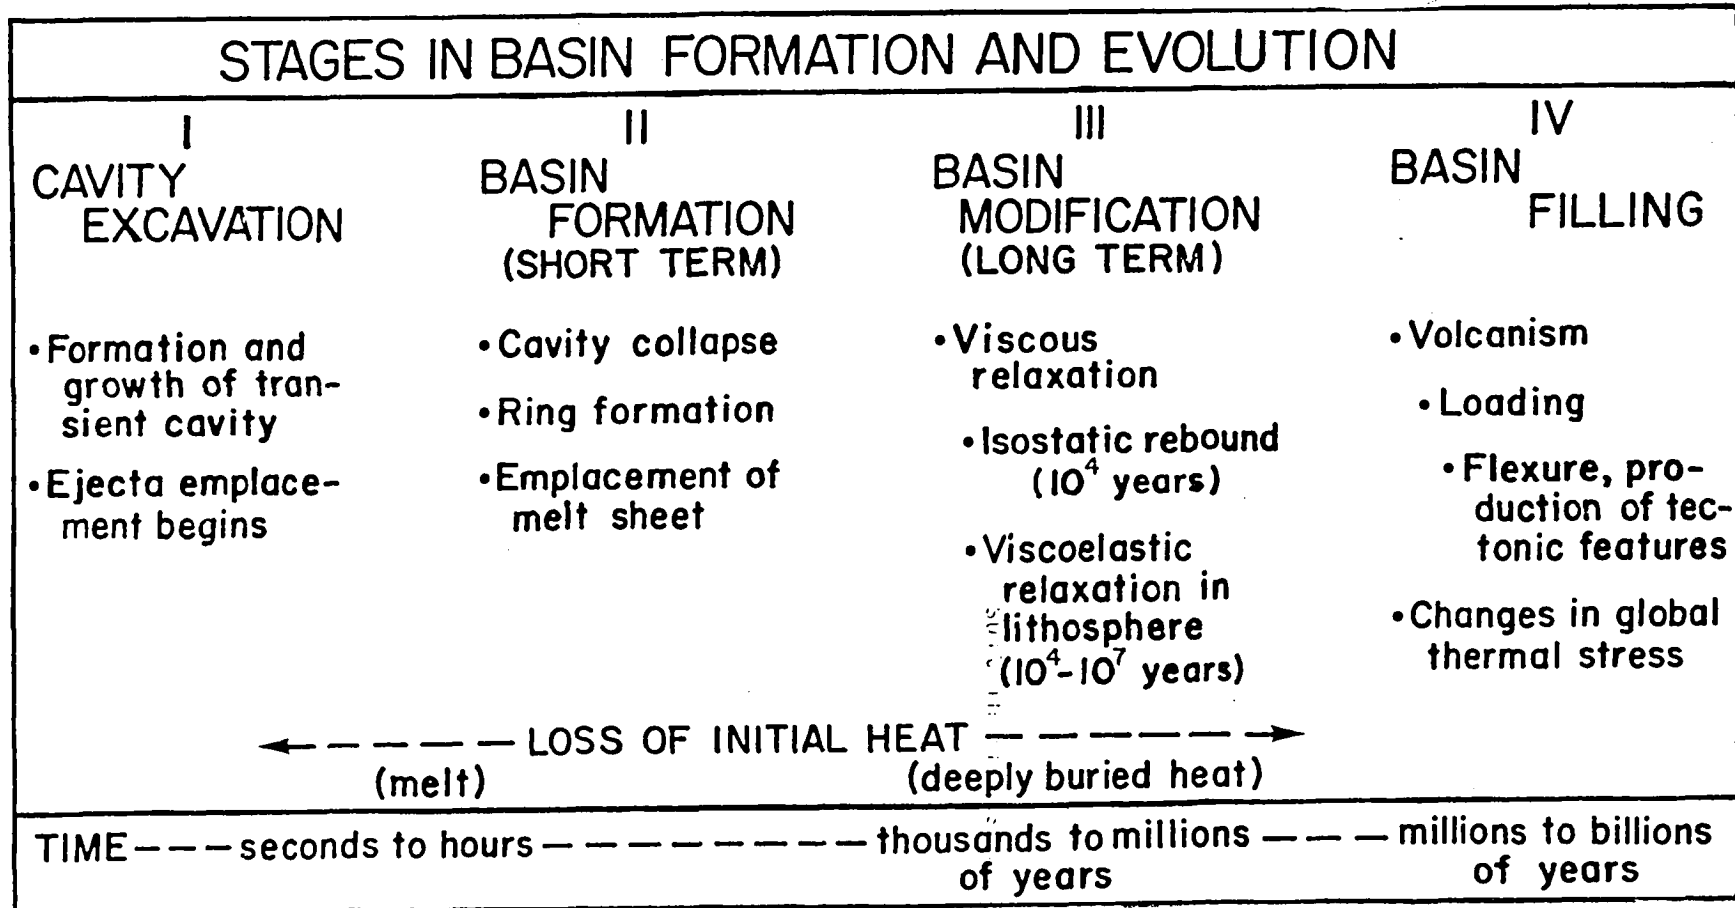 STAGES IN BASIN FORMATION AND EVOLUTION
I
CAVITY
EXCAVATION
•Formation and
growth of tran-
sient cavity
•Ejecta emplace-
ment begins
II
BASIN
FORMATION
(SHORT TERM)
•Cavity collapse
•Ring formation
•Emplacement of
melt sheet
III
BASIN
MODIFICATION
(LONG TERM)
•Viscous
relaxation
•Isostatic rebound
(10⁴ years)
•Viscoelastic
relaxation in
lithosphere
(10⁴-10⁷ years)
IV
BASIN
FILLING
•Volcanism
•Loading
•Flexure, pro-
duction of tec-
tonic features
•Changes in global
thermal stress
LOSS OF INITIAL HEAT
(melt) (deeply buried heat)
TIME---seconds to hours--------thousands to millions---millions to billions
of years of years